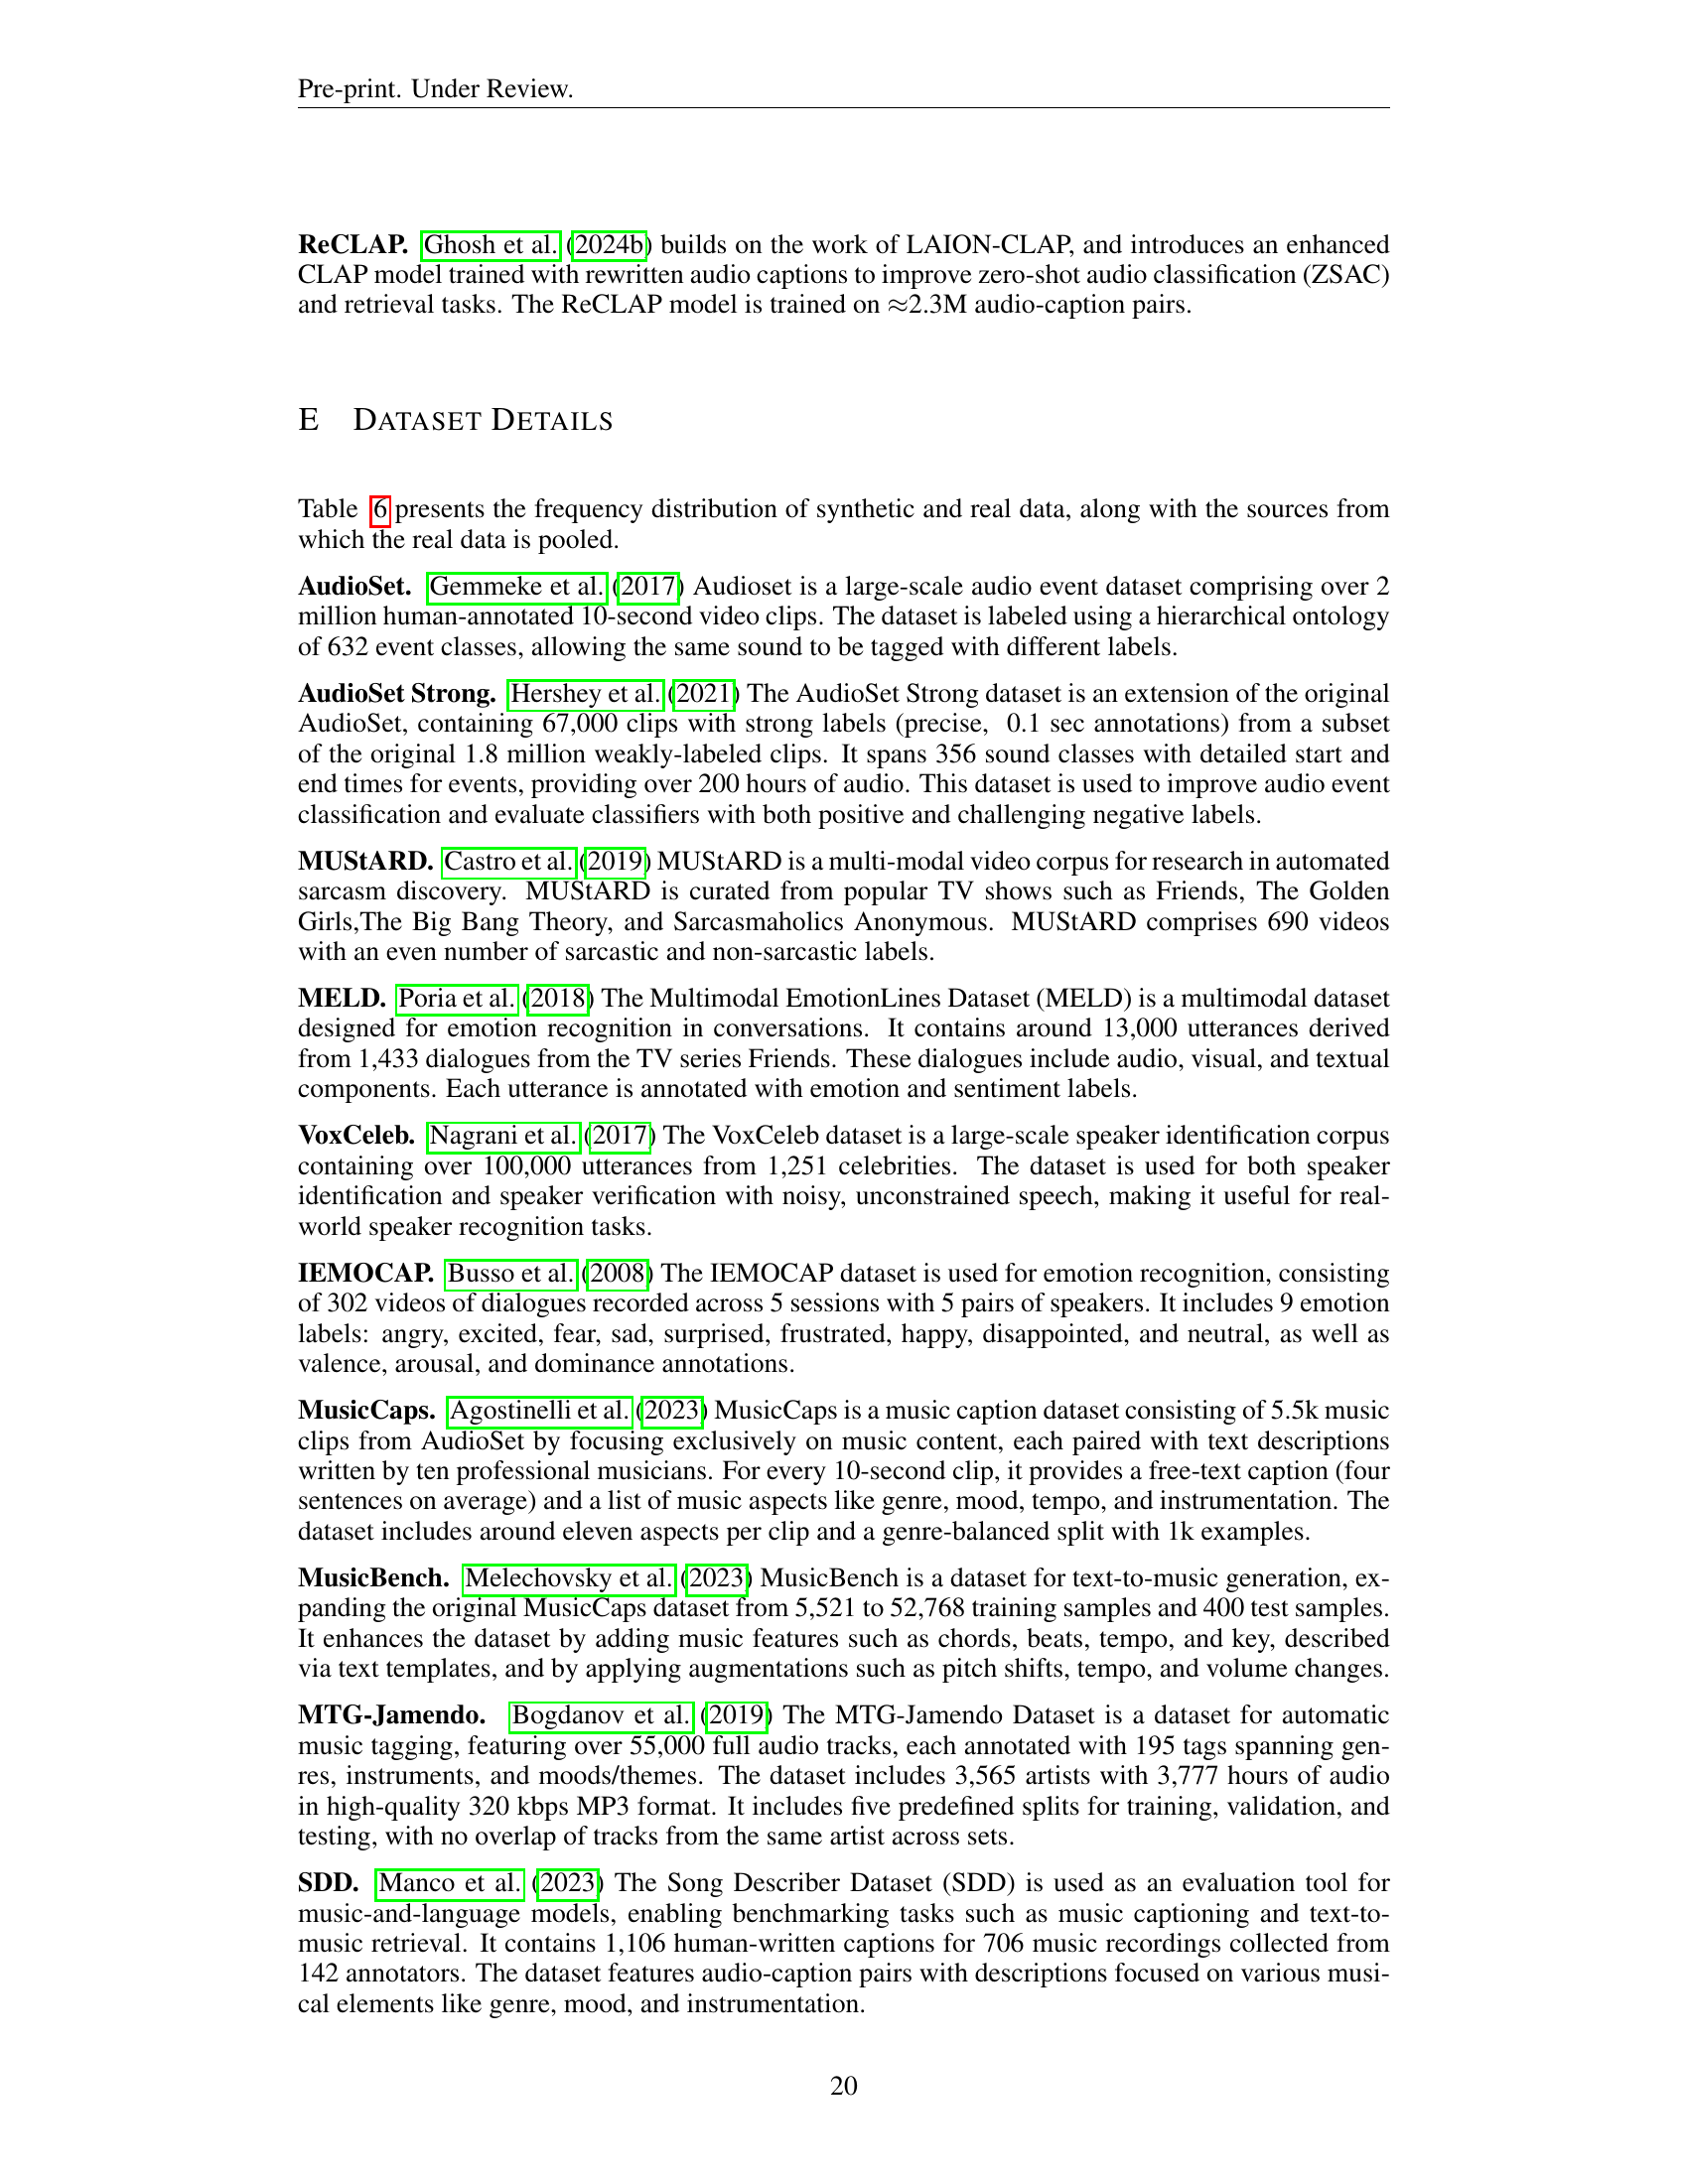 Pre-print. Under Review.
ReCLAP. Ghosh et al. (2024b) builds on the work of LAION-CLAP, and introduces an enhanced
CLAP model trained with rewritten audio captions to improve zero-shot audio classification (ZSAC)
and retrieval tasks. The ReCLAP model is trained on ≈2.3M audio-caption pairs.
E DATASET DETAILS
Table 6 presents the frequency distribution of synthetic and real data, along with the sources from
which the real data is pooled.
AudioSet. Gemmeke et al. (2017) Audioset is a large-scale audio event dataset comprising over 2
million human-annotated 10-second video clips. The dataset is labeled using a hierarchical ontology
of 632 event classes, allowing the same sound to be tagged with different labels.
AudioSet Strong. Hershey et al. (2021) The AudioSet Strong dataset is an extension of the original
AudioSet, containing 67,000 clips with strong labels (precise, 0.1 sec annotations) from a subset
of the original 1.8 million weakly-labeled clips. It spans 356 sound classes with detailed start and
end times for events, providing over 200 hours of audio. This dataset is used to improve audio event
classification and evaluate classifiers with both positive and challenging negative labels.
MUStARD. Castro et al. (2019) MUStARD is a multi-modal video corpus for research in automated
sarcasm discovery. MUStARD is curated from popular TV shows such as Friends, The Golden
Girls,The Big Bang Theory, and Sarcasmaholics Anonymous. MUStARD comprises 690 videos
with an even number of sarcastic and non-sarcastic labels.
MELD. Poria et al. (2018) The Multimodal EmotionLines Dataset (MELD) is a multimodal dataset
designed for emotion recognition in conversations. It contains around 13,000 utterances derived
from 1,433 dialogues from the TV series Friends. These dialogues include audio, visual, and textual
components. Each utterance is annotated with emotion and sentiment labels.
VoxCeleb. Nagrani et al. (2017) The VoxCeleb dataset is a large-scale speaker identification corpus
containing over 100,000 utterances from 1,251 celebrities. The dataset is used for both speaker
identification and speaker verification with noisy, unconstrained speech, making it useful for real-
world speaker recognition tasks.
IEMOCAP. Busso et al. (2008) The IEMOCAP dataset is used for emotion recognition, consisting
of 302 videos of dialogues recorded across 5 sessions with 5 pairs of speakers. It includes 9 emotion
labels: angry, excited, fear, sad, surprised, frustrated, happy, disappointed, and neutral, as well as
valence, arousal, and dominance annotations.
MusicCaps. Agostinelli et al. (2023) MusicCaps is a music caption dataset consisting of 5.5k music
clips from AudioSet by focusing exclusively on music content, each paired with text descriptions
written by ten professional musicians. For every 10-second clip, it provides a free-text caption (four
sentences on average) and a list of music aspects like genre, mood, tempo, and instrumentation. The
dataset includes around eleven aspects per clip and a genre-balanced split with 1k examples.
MusicBench. Melechovsky et al. (2023) MusicBench is a dataset for text-to-music generation, ex-
panding the original MusicCaps dataset from 5,521 to 52,768 training samples and 400 test samples.
It enhances the dataset by adding music features such as chords, beats, tempo, and key, described
via text templates, and by applying augmentations such as pitch shifts, tempo, and volume changes.
MTG-Jamendo. Bogdanov et al. (2019) The MTG-Jamendo Dataset is a dataset for automatic
music tagging, featuring over 55,000 full audio tracks, each annotated with 195 tags spanning gen-
res, instruments, and moods/themes. The dataset includes 3,565 artists with 3,777 hours of audio
in high-quality 320 kbps MP3 format. It includes five predefined splits for training, validation, and
testing, with no overlap of tracks from the same artist across sets.
SDD. Manco et al. (2023) The Song Describer Dataset (SDD) is used as an evaluation tool for
music-and-language models, enabling benchmarking tasks such as music captioning and text-to-
music retrieval. It contains 1,106 human-written captions for 706 music recordings collected from
142 annotators. The dataset features audio-caption pairs with descriptions focused on various musi-
cal elements like genre, mood, and instrumentation.
20